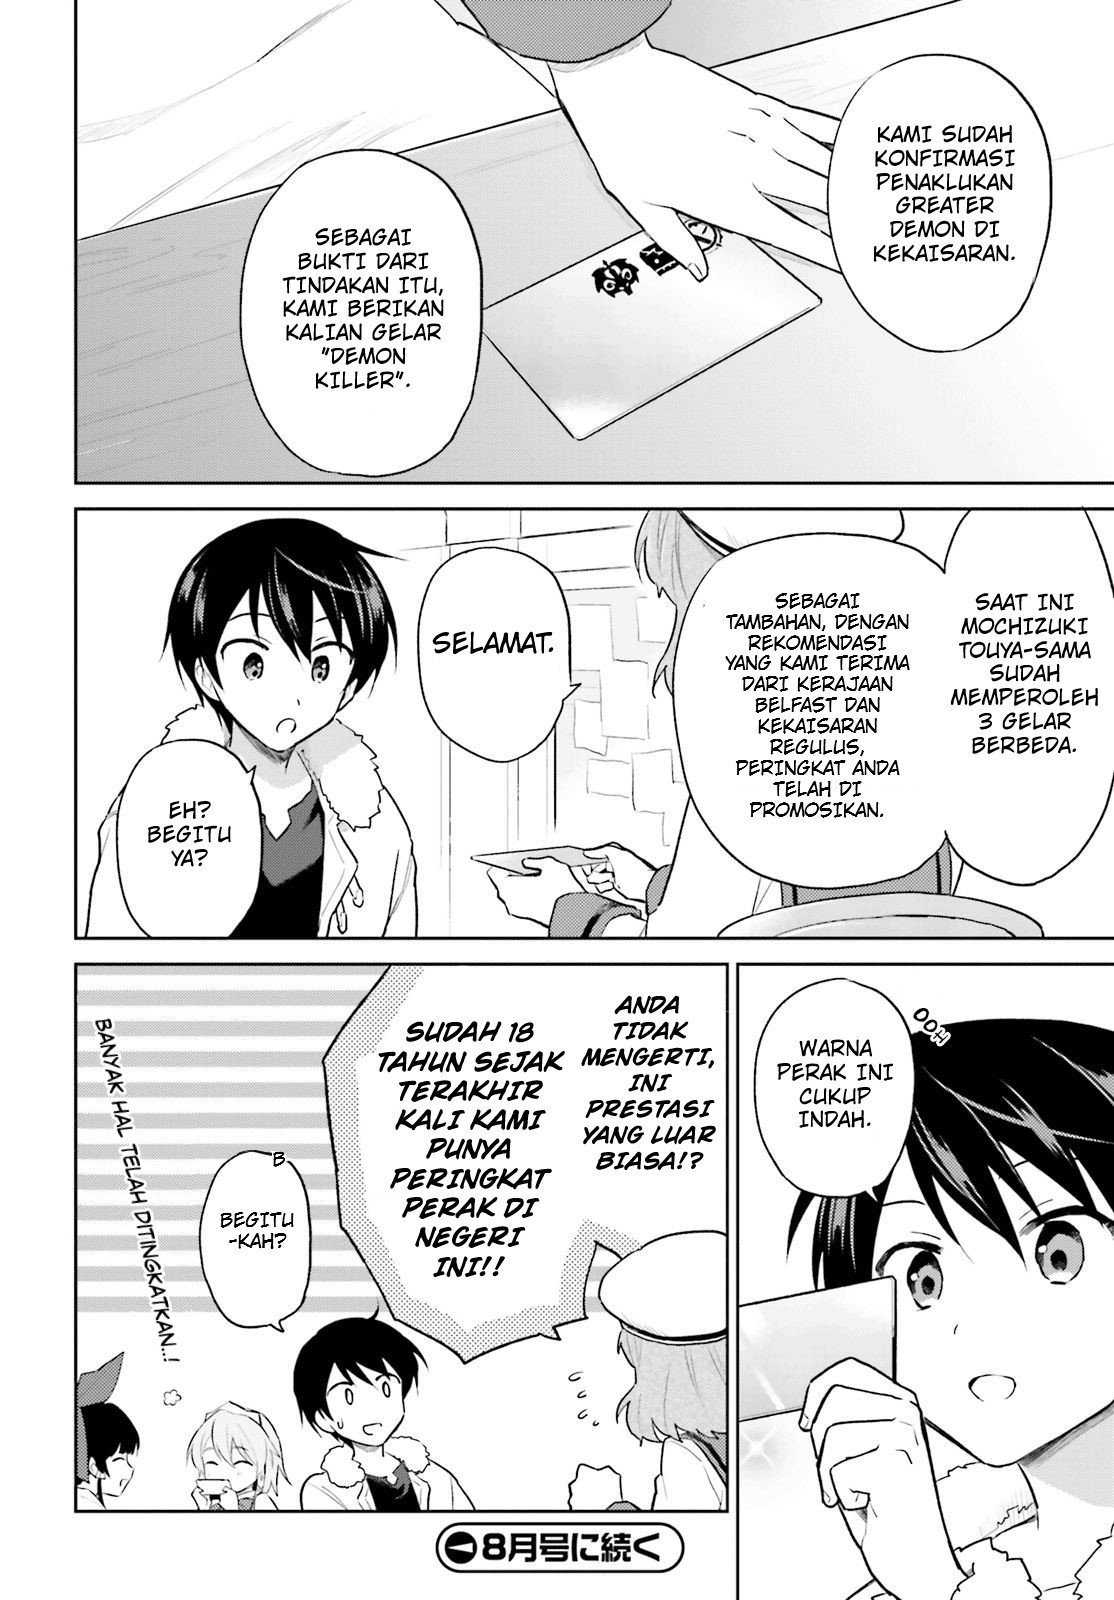 KAMI SUDAH
KONFIRMASI
PENAKLUKAN
GREATER
DEMON DI
KEKAISARAN.
SEBAGAI
BUKTI DARI
TINDAKAN ITU,
KAMI BERIKAN
KALIAN GELAR
"DEMON
KILLER".
SAAT INI
MOCHIZUKI
TOUYA-SAMA
SUDAH
MEMPEROLEH
3 GELAR
BERBEDA.
SEBAGAI
TAMBAHAN, DENGAN
REKOMENDASI
YANG KAMI TERIMA
DARI KERAJAAN
BELFAST DAN
KEKAISARAN
REGULUS,
PERINGKAT ANDA
TELAH DI
PROMOSIKAN.
SELAMAT.
EH?
BEGITU
YA?
OOH
WARNA
PERAK INI
CUKUP
INDAH.
ANDA
TIDAK
MENGERTI,
INI
PRESTASI
YANG LUAR
BIASA!?
SUDAH 18
TAHUN SEJAK
TERAKHIR
KALI KAMI
PUNYA
PERINGKAT
PERAK DI
NEGERI
INI!!
B
BEGITU
-KAH?
BANYAK HAL TELAH DITINGKATKAN..!
8月号に続く